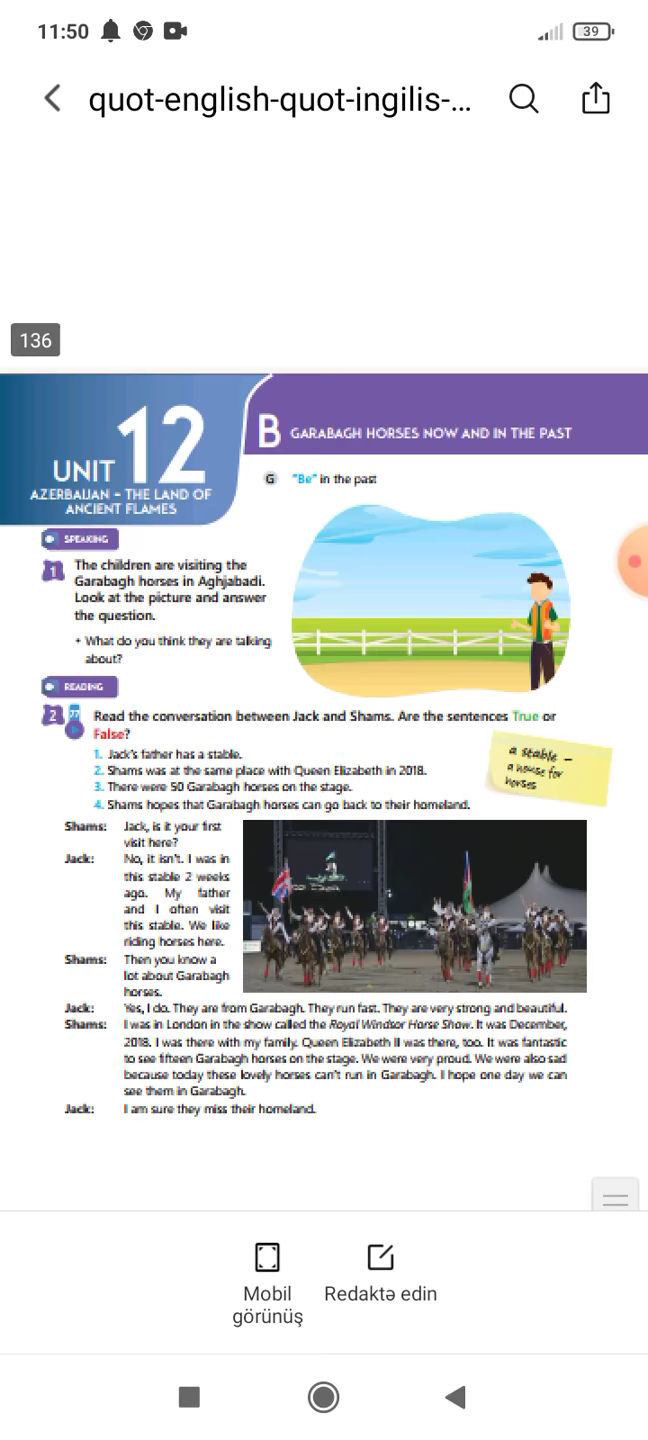 11:50
39
quot-english-quot-ingilis-...
136
UNIT 12
AZERBAIJAN - THE LAND OF
ANCIENT FLAMES
B GARABAGH HORSES NOW AND IN THE PAST
G "Be" in the past
SPEAKING
1 The children are visiting the
Garabagh horses in Aghjabadi.
Look at the picture and answer
the question.
• What do you think they are talking
about?
READING
2 Read the conversation between Jack and Shams. Are the sentences True or
False?
1. Jack's father has a stable.
2. Shams was at the same place with Queen Elizabeth in 2018.
3. There were 50 Garabagh horses on the stage.
4. Shams hopes that Garabagh horses can go back to their homeland.
a stable –
a house for
horses
Shams: Jack, is it your first
visit here?
Jack: No, it isn't. I was in
this stable 2 weeks
ago. My father
and I often visit
this stable. We like
riding horses here.
Shams: Then you know a
lot about Garabagh
horses.
Jack: Yes, I do. They are from Garabagh. They run fast. They are very strong and beautiful.
Shams: I was in London in the show called the Royal Windsor Horse Show. It was December,
2018. I was there with my family. Queen Elizabeth II was there, too. It was fantastic
to see fifteen Garabagh horses on the stage. We were very proud. We were also sad
because today these lovely horses can't run in Garabagh. I hope one day we can
see them in Garabagh.
Jack: I am sure they miss their homeland.
Mobil
görünüş
Redaktə edin